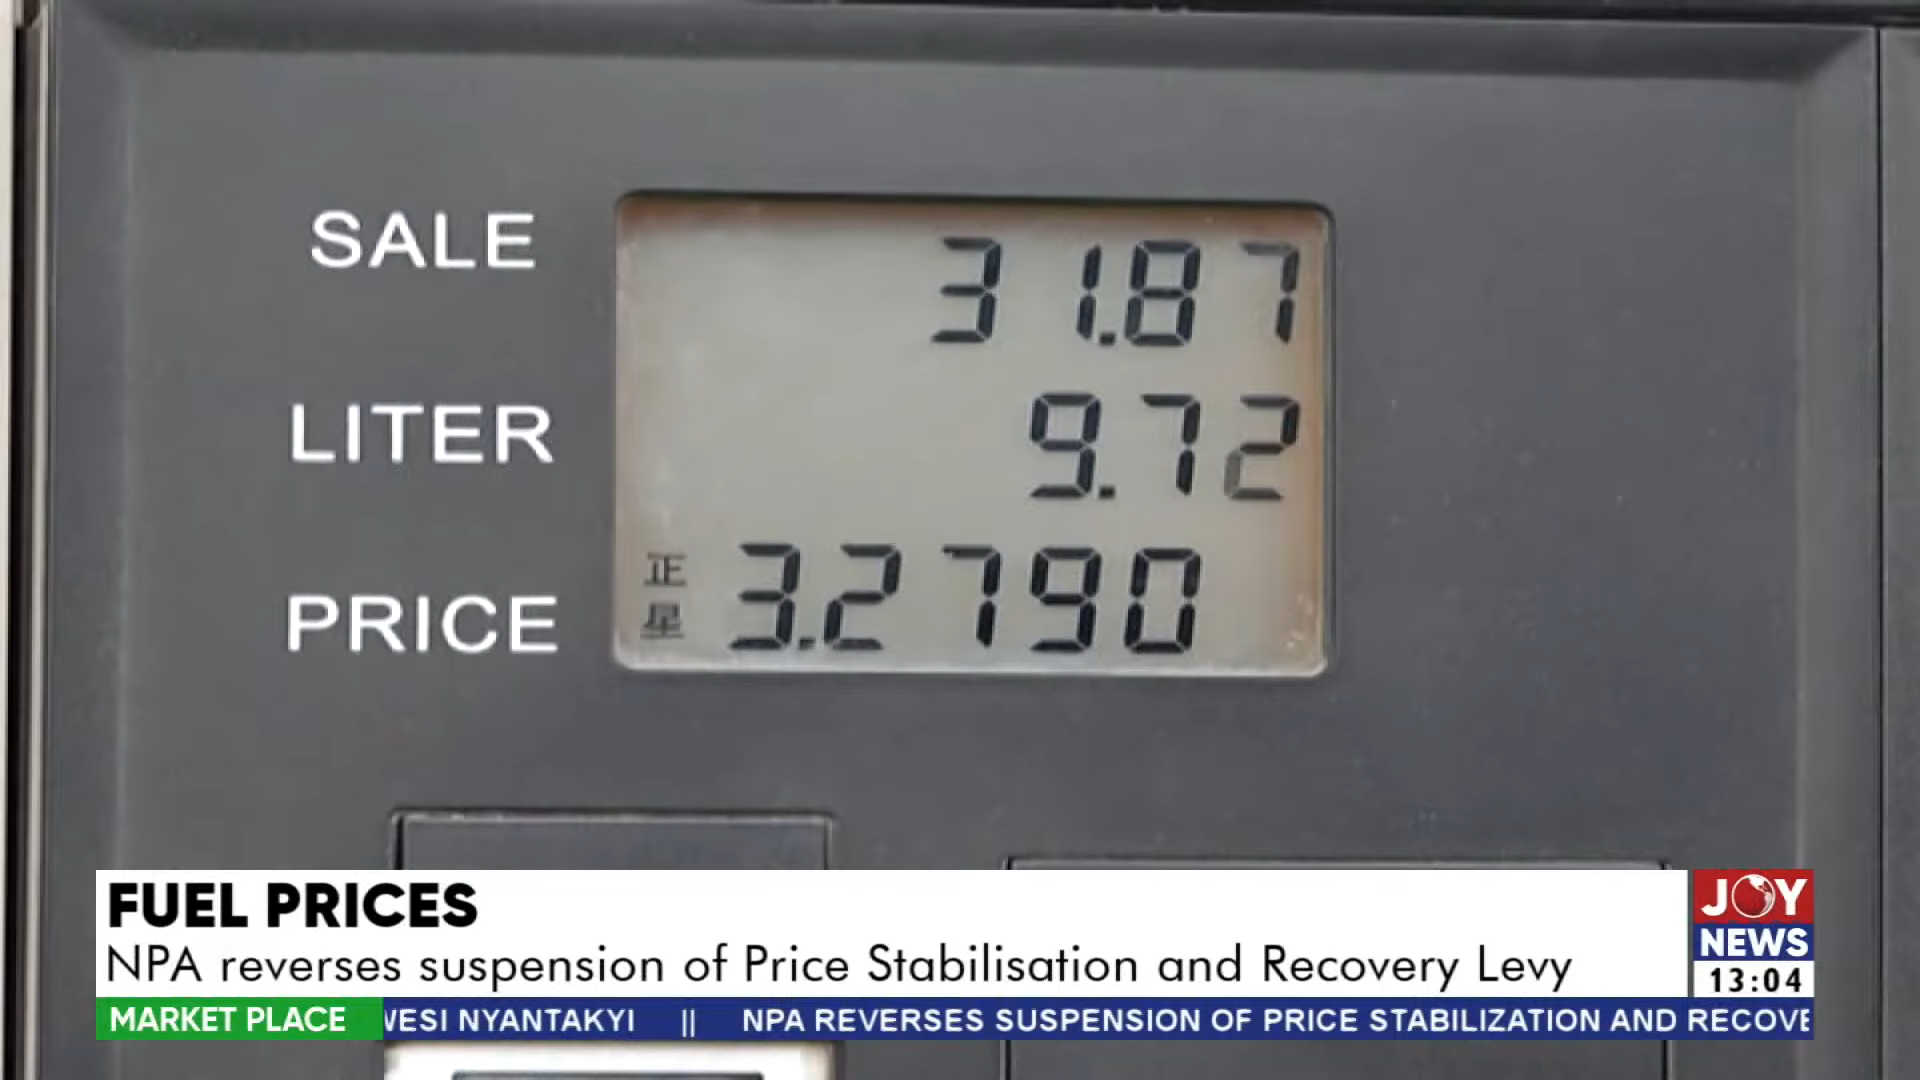 SALE 31.87
LITER 9.72
正星 3.2790
PRICE
FUEL PRICES
NPA reverses suspension of Price Stabilisation and Recovery Levy
JOY
NEWS
13:04
MARKET PLACE
WESI NYANTAKYI || NPA REVERSES SUSPENSION OF PRICE STABILIZATION AND RECOVE